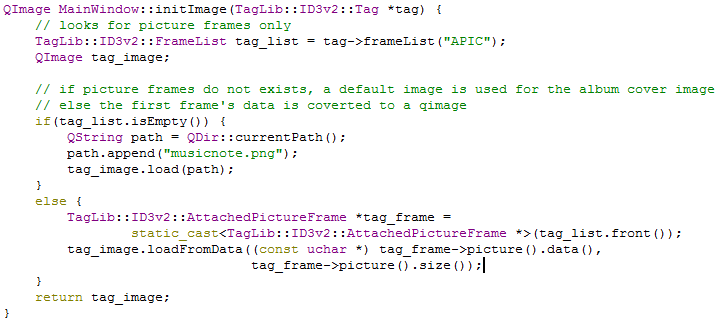 QImage MainWindow::initImage(TagLib::ID3v2::Tag *tag) {
    // looks for picture frames only
    TagLib::ID3v2::FrameList tag_list = tag->frameList("APIC");
    QImage tag_image;

    // if picture frames do not exists, a default image is used for the album cover image
    // else the first frame's data is coverted to a qimage
    if(tag_list.isEmpty()) {
        QString path = QDir::currentPath();
        path.append("musicnote.png");
        tag_image.load(path);
    }
    else {
        TagLib::ID3v2::AttachedPictureFrame *tag_frame =
                static_cast<TagLib::ID3v2::AttachedPictureFrame *>(tag_list.front());
        tag_image.loadFromData((const uchar *) tag_frame->picture().data(),
                               tag_frame->picture().size());
    }
    return tag_image;
}